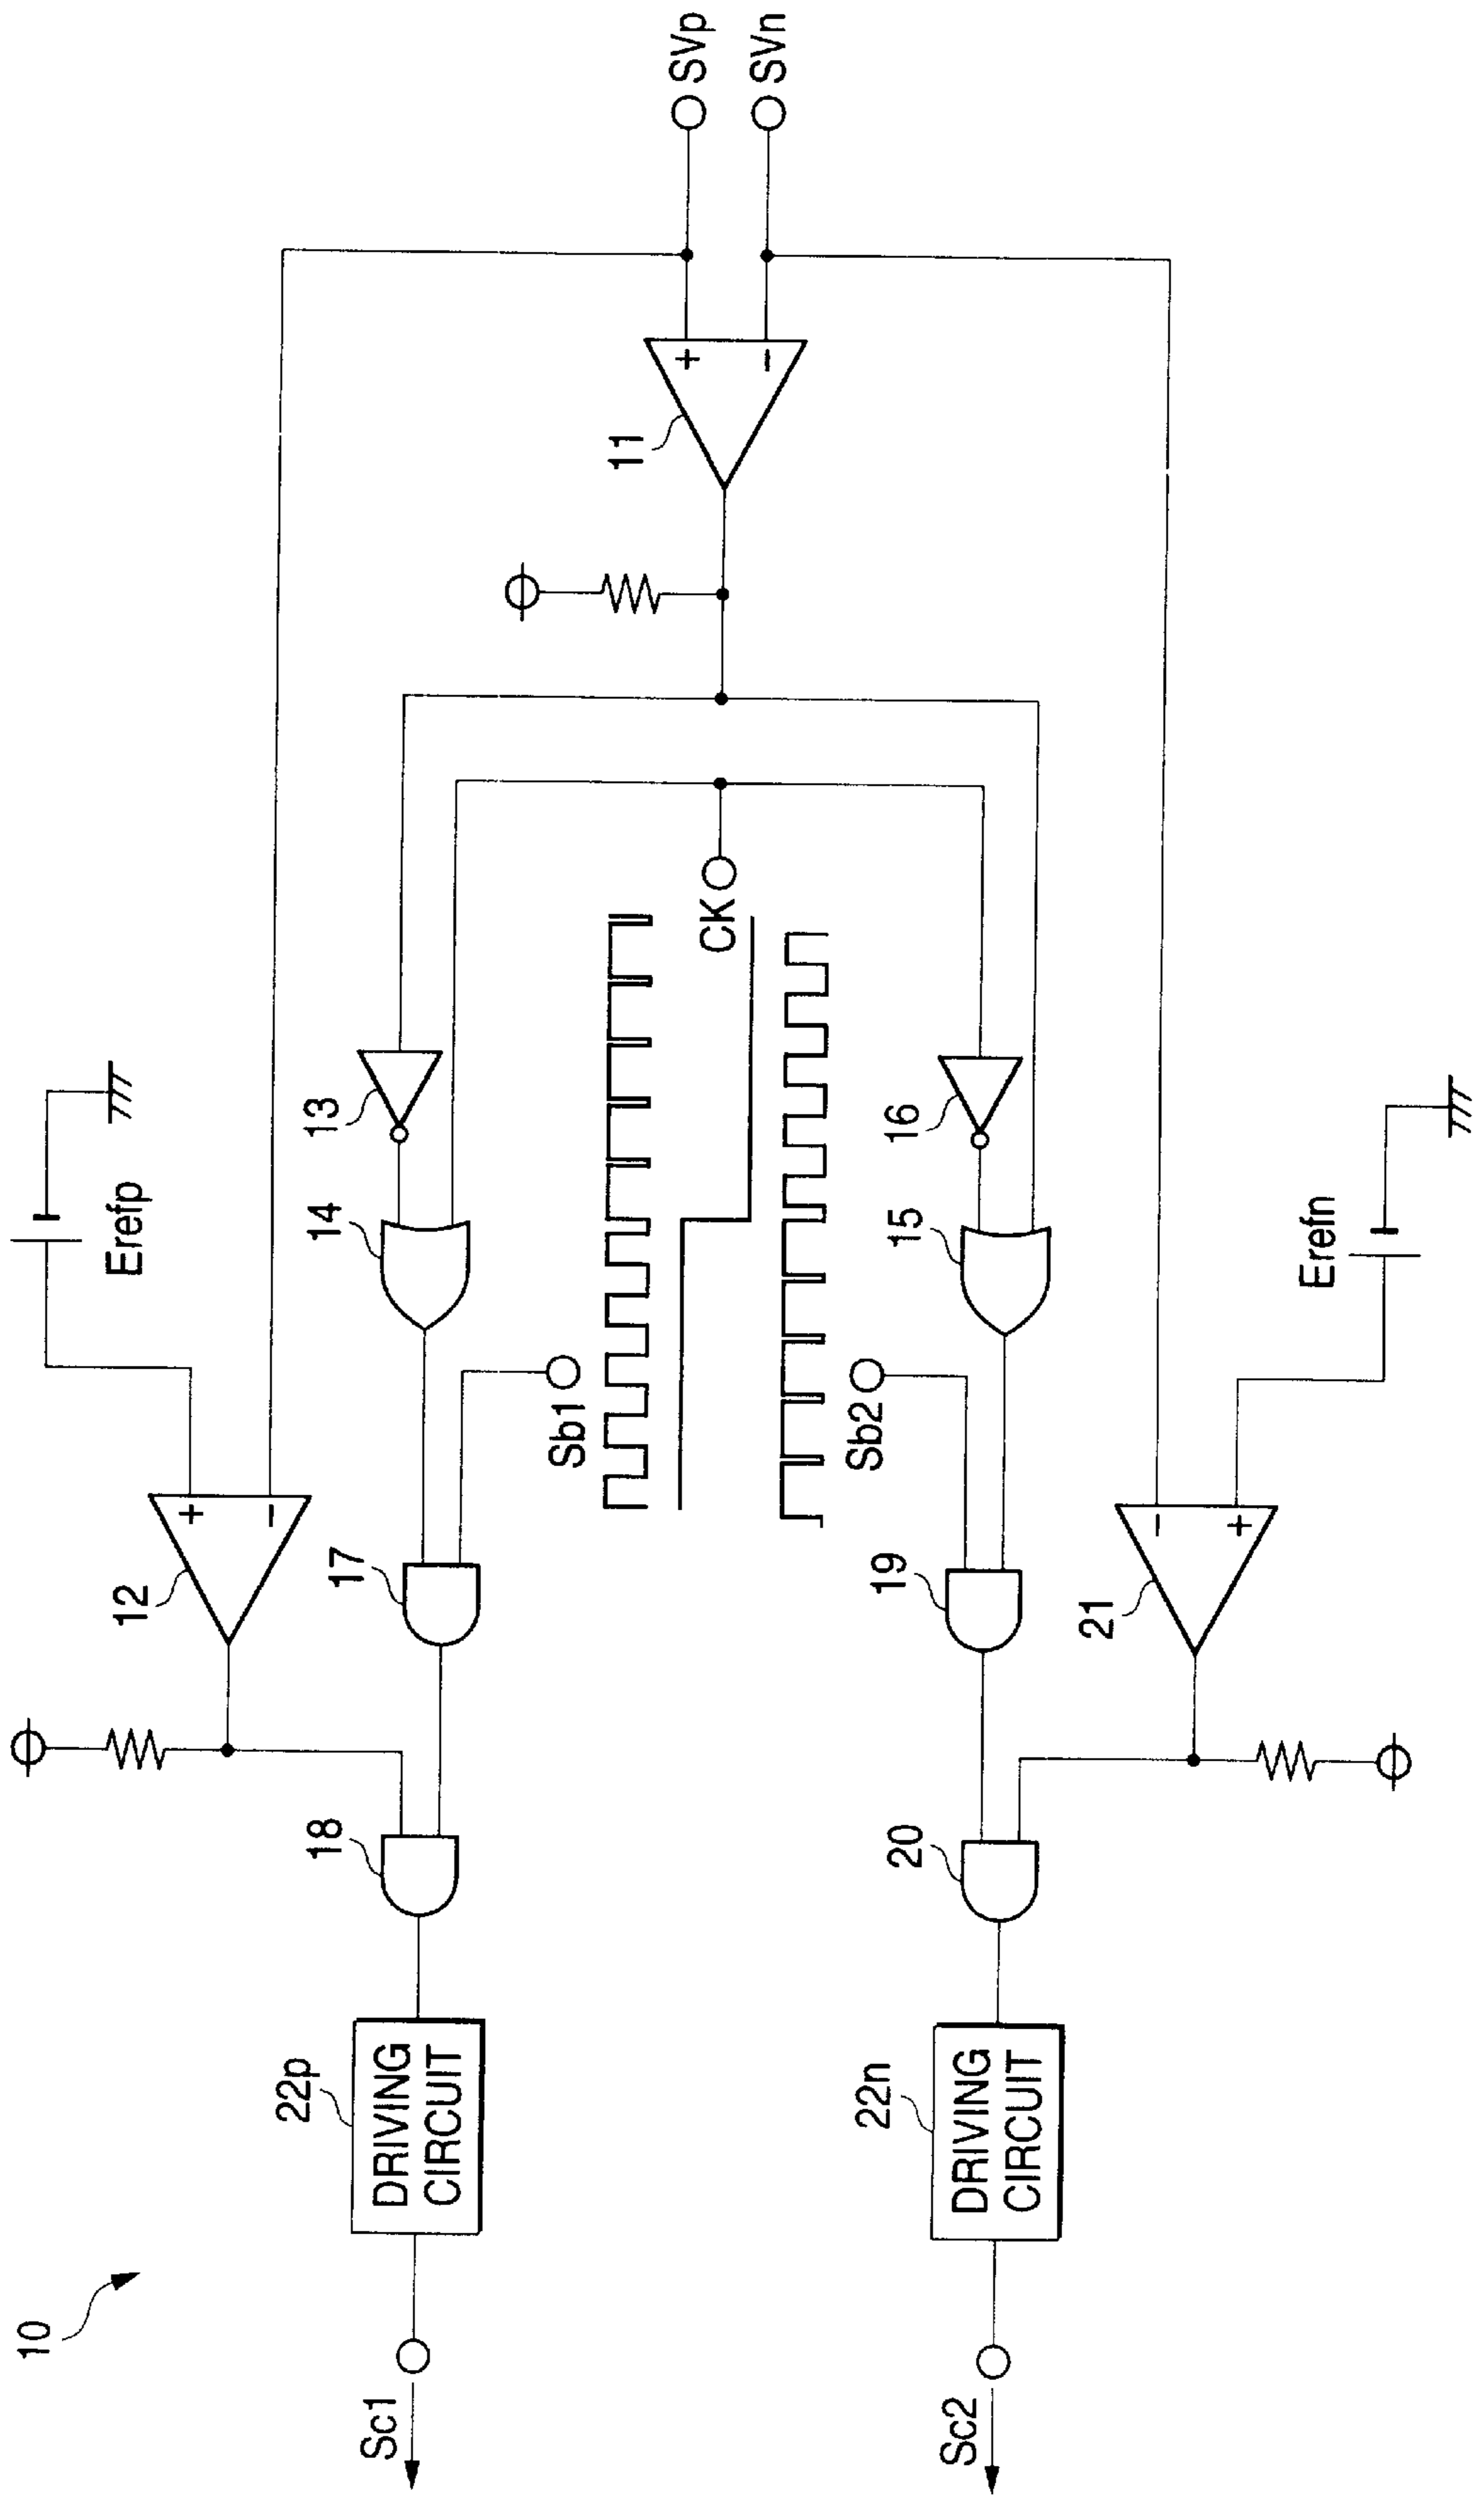 10
Sc1
22p
DRIVING
CIRCUIT
18
12
+
−
17
Sb1
14
13
Erefp
11
+
−
SVp
SVn
CK
Sc2
22n
DRIVING
CIRCUIT
20
19
Sb2
15
16
21
−
+
Erefn